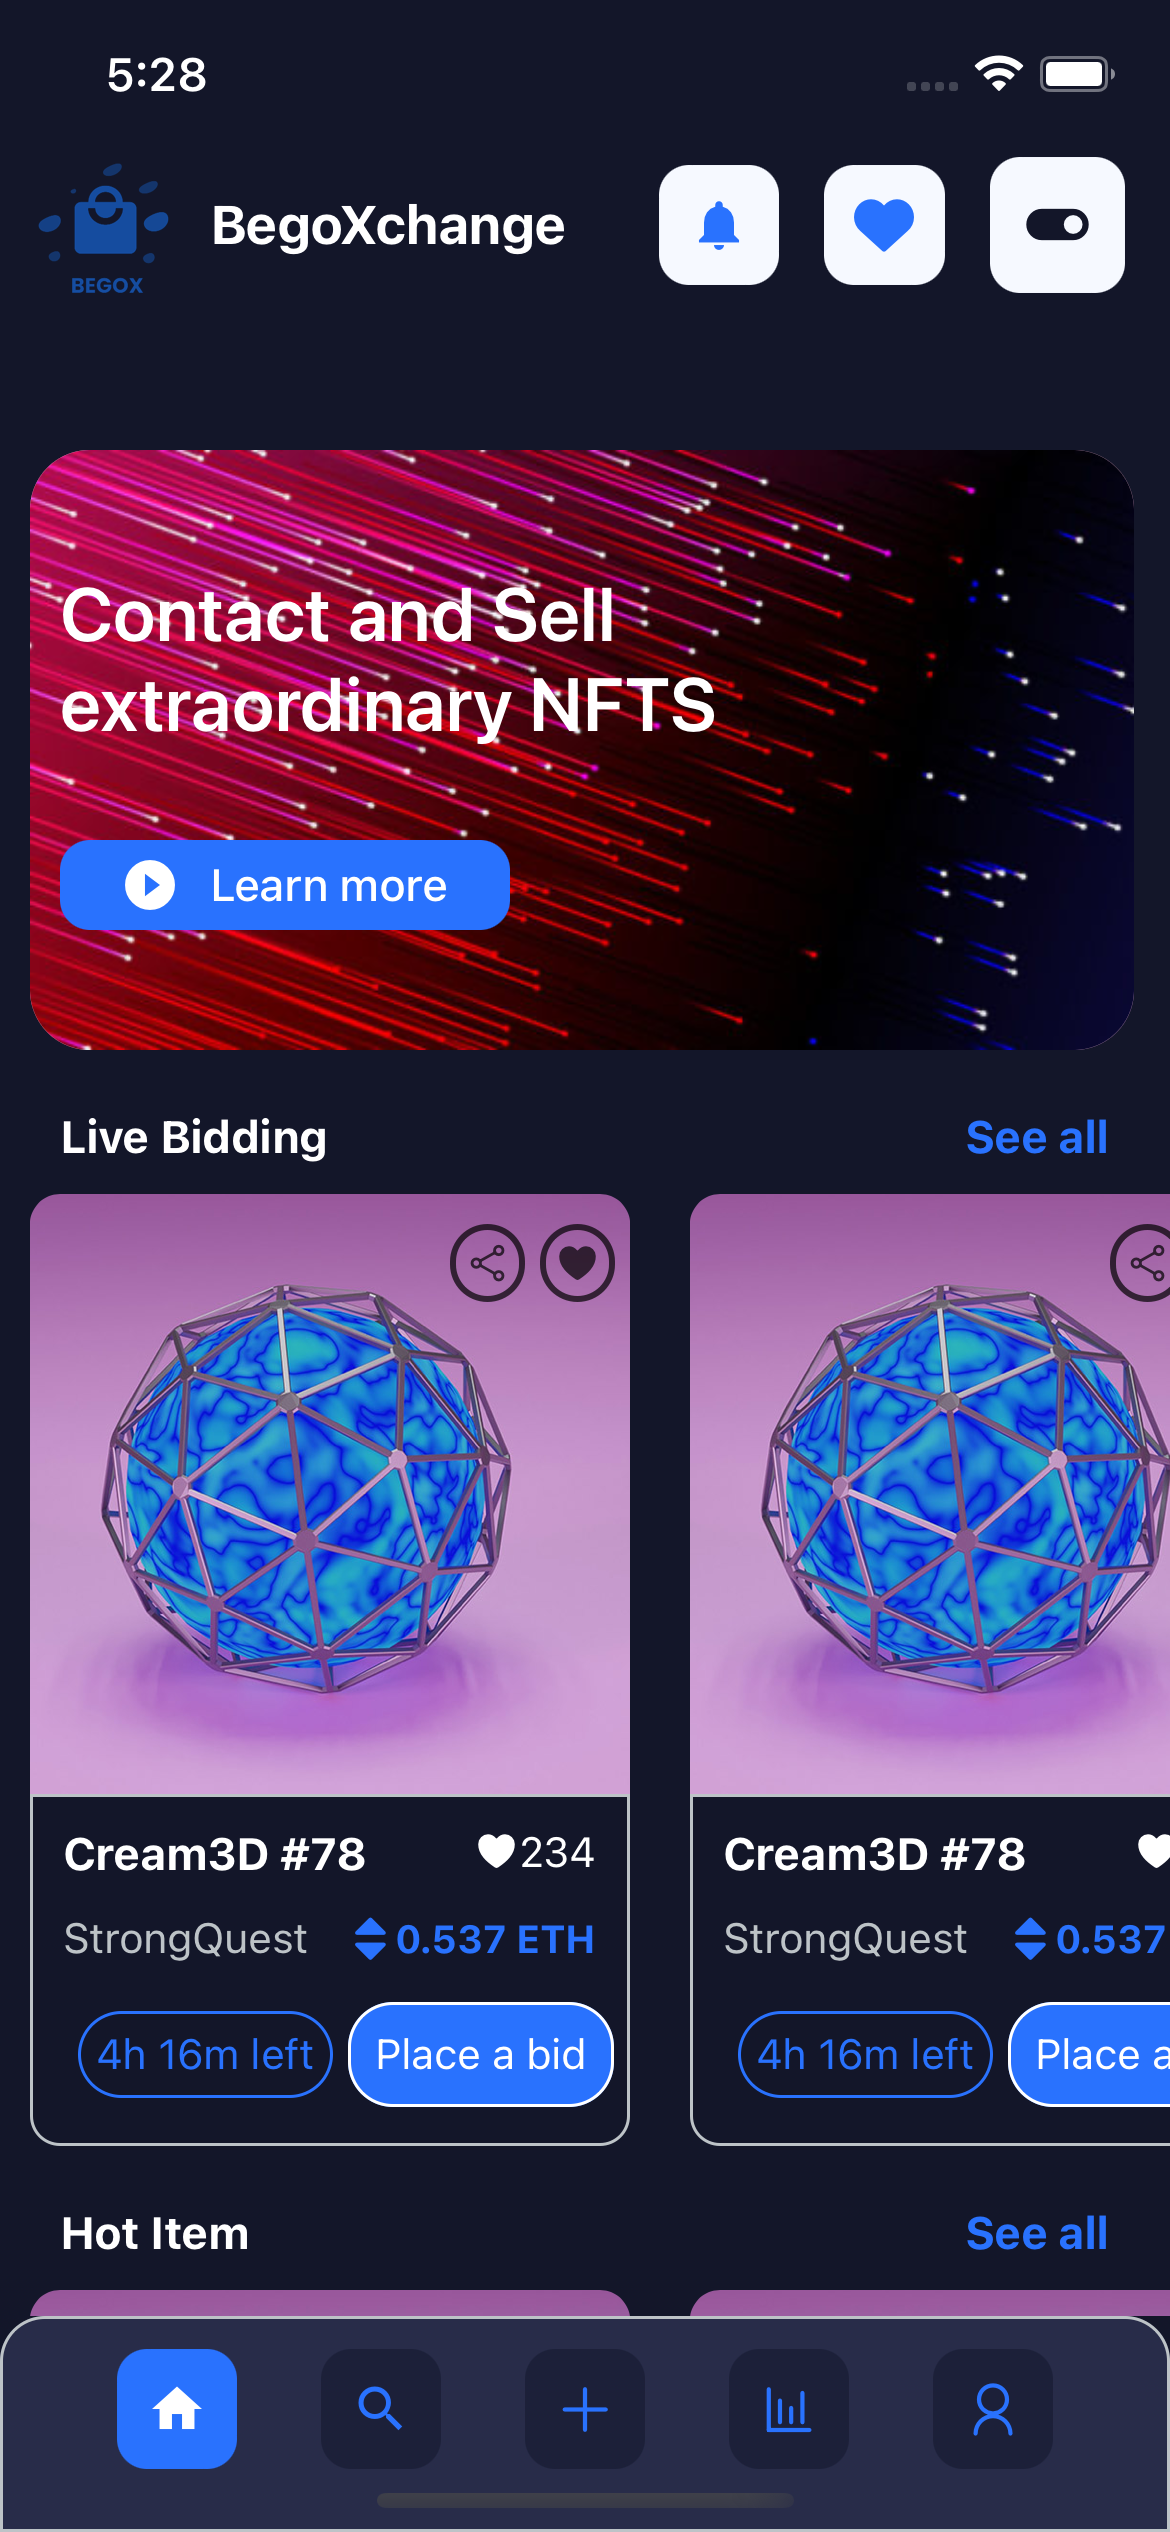 5:28
BEGOX
BegoXchange
Contact and Sell
extraordinary NFTS
Learn more
Live Bidding
See all
Cream3D #78
234
StrongQuest
0.537 ETH
4h 16m left
Place a bid
Cream3D #78
StrongQuest
0.537
4h 16m left
Place a
Hot Item
See all